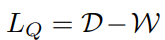 L_Q = 𝒟 − 𝒲